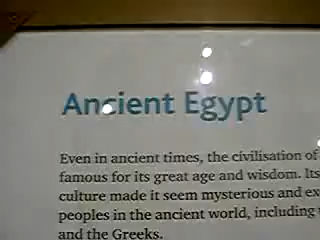 Ancient Egypt
Even in ancient times, the civilisation of
famous for its great age and wisdom. Its
culture made it seem mysterious and
peoples in the ancient world, including
and the Greeks.